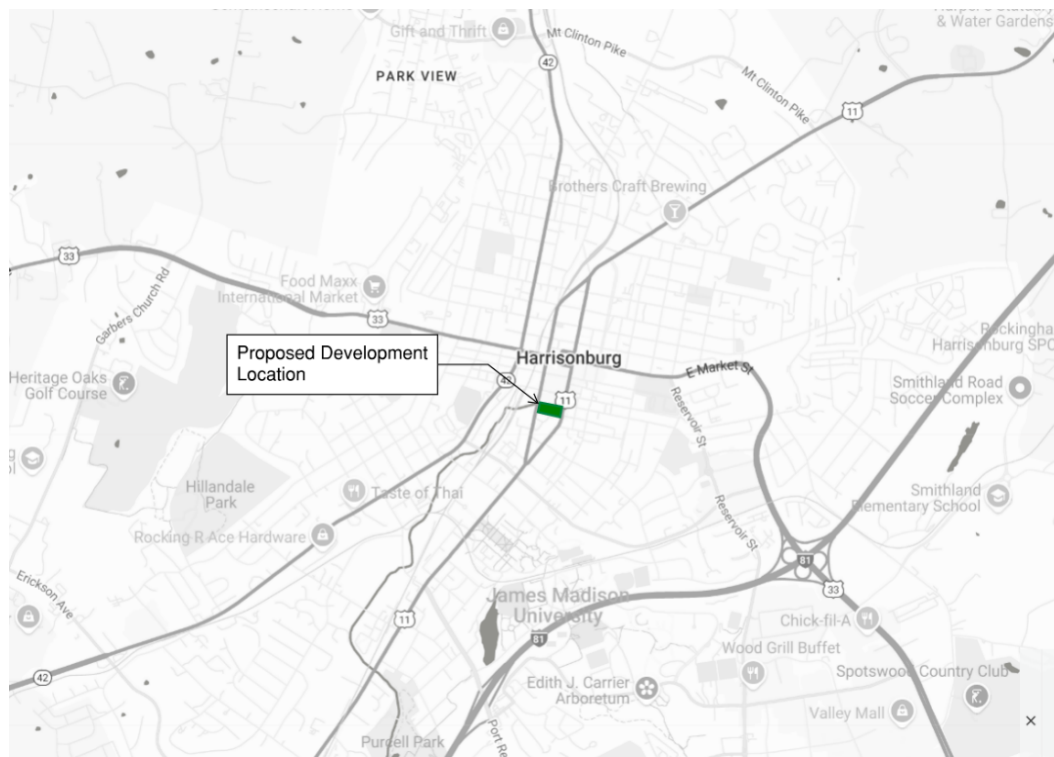 & Water Gardens
Gift and Thrift
Mt Clinton Pike
42
PARK VIEW
Mt Clinton Pike
11
Brothers Craft Brewing
33
Garbers Church Rd
Food Maxx
International Market
33
Proposed Development
Location
Harrisonburg
E Market St
Harrisonburg SPC
42
11
Heritage Oaks
Golf Course
Reservoir St
Smithland Road
Soccer Complex
Hillandale
Park
Taste of Thai
Smithland
Elementary School
Rocking R Ace Hardware
Reservoir St
81
33
Erickson Ave
James Madison
University
11
81
Chick-fil-A
Wood Grill Buffet
42
Edith J. Carrier
Arboretum
Spotswood Country Club
Valley Mall
Port Re
Purcell Park